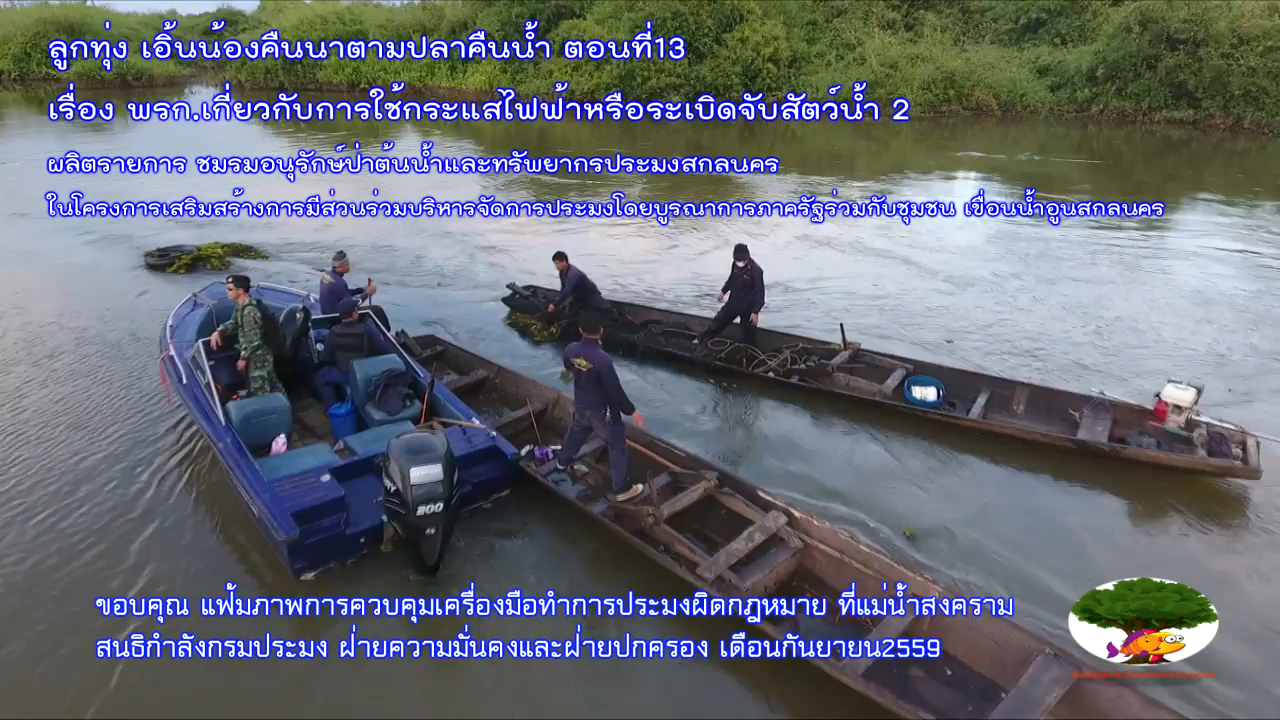 ลูกทุ่ง เอิ้นน้องคืนนาตามปลาคืนน้ำ ตอนที่13
เรื่อง พรก.เกี่ยวกับการใช้กระแสไฟฟ้าหรือระเบิดจับสัตว์น้ำ 2
ผลิตรายการ ชมรมอนุรักษ์ป่าต้นน้ำและทรัพยากรประมงสกลนคร
ในโครงการเสริมสร้างการมีส่วนร่วมบริหารจัดการประมงโดยบูรณาการภาครัฐร่วมกับชุมชน เขื่อนน้ำอูนสกลนคร
200
ขอบคุณ แฟ้มภาพการควบคุมเครื่องมือทำการประมงผิดกฎหมาย ที่แม่น้ำสงคราม
สนธิกำลังกรมประมง ฝ่ายความมั่นคงและฝ่ายปกครอง เดือนกันยายน2559